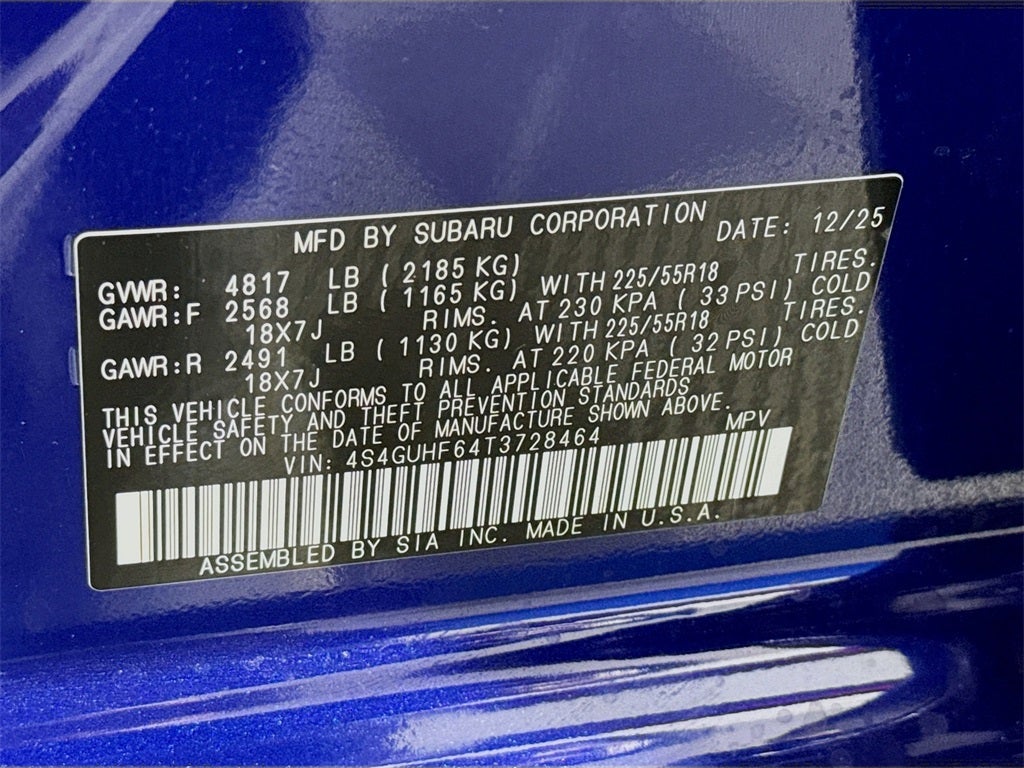 MFD BY SUBARU CORPORATION DATE: 12/25
GVWR: 4817 LB ( 2185 KG)
GAWR:F 2568 LB ( 1165 KG) WITH 225/55R18 TIRES.
18X7J RIMS. AT 230 KPA ( 33 PSI) COLD
GAWR:R 2491 LB ( 1130 KG) WITH 225/55R18 TIRES.
18X7J RIMS. AT 220 KPA ( 32 PSI) COLD
THIS VEHICLE CONFORMS TO ALL APPLICABLE FEDERAL MOTOR
VEHICLE SAFETY AND THEFT PREVENTION STANDARDS
IN EFFECT ON THE DATE OF MANUFACTURE SHOWN ABOVE.
VIN: 4S4GUHF64T3728464 MPV
ASSEMBLED BY SIA INC. MADE IN U.S.A.